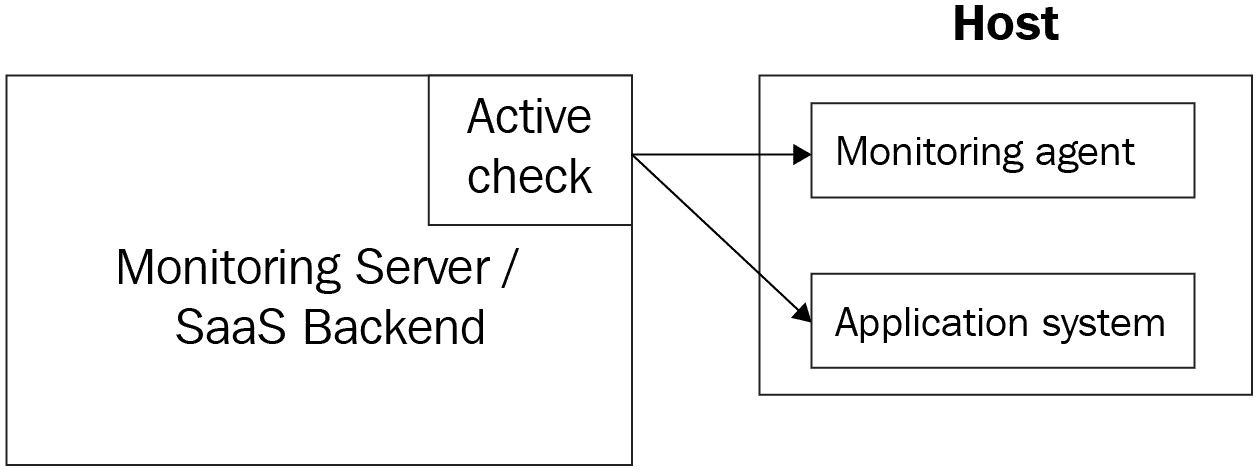 Host
Active
check
Monitoring agent
Monitoring Server /
SaaS Backend
Application system